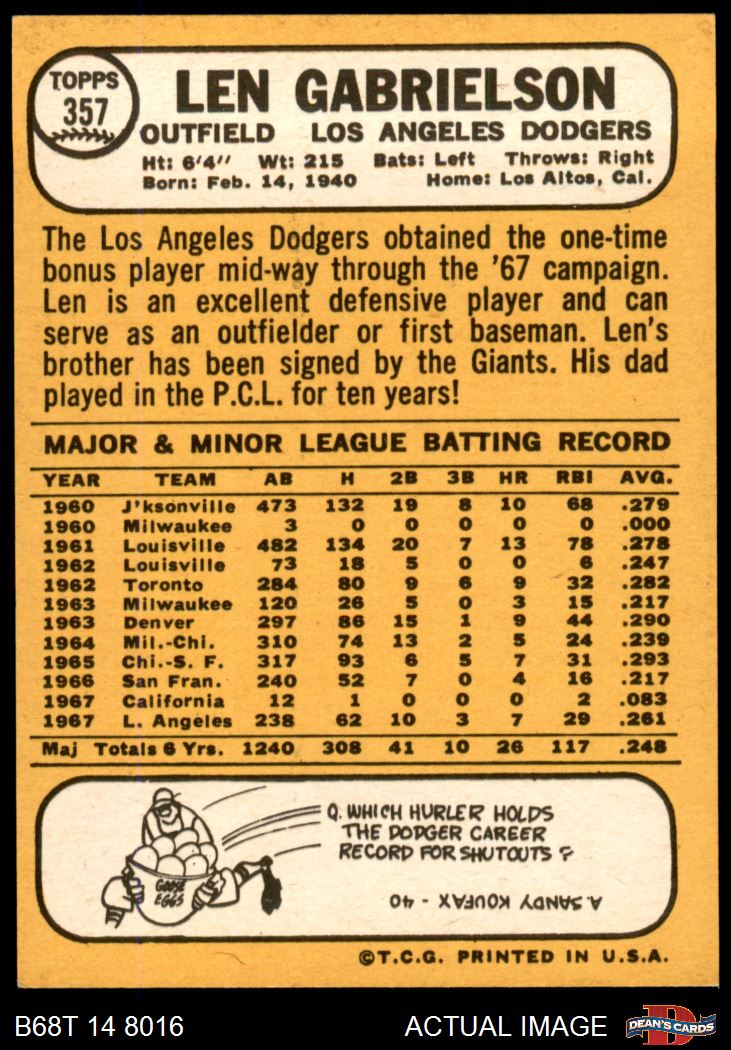 TOPPS
357
LEN GABRIELSON
OUTFIELD LOS ANGELES DODGERS
Ht: 6'4" Wt: 215 Bats: Left Throws: Right
Born: Feb. 14, 1940 Home: Los Altos, Cal.
The Los Angeles Dodgers obtained the one-time
bonus player mid-way through the '67 campaign.
Len is an excellent defensive player and can
serve as an outfielder or first baseman. Len's
brother has been signed by the Giants. His dad
played in the P.C.L. for ten years!
MAJOR & MINOR LEAGUE BATTING RECORD
YEAR TEAM AB H 2B 3B HR RBI AVG.
1960 J'ksonville 473 132 19 8 10 68 .279
1960 Milwaukee 3 0 0 0 0 0 .000
1961 Louisville 482 134 20 7 13 78 .278
1962 Louisville 73 18 5 0 0 6 .247
1962 Toronto 284 80 9 6 9 32 .282
1963 Milwaukee 120 26 5 0 3 15 .217
1963 Denver 297 86 15 1 9 44 .290
1964 Mil.-Chi. 310 74 13 2 5 24 .239
1965 Chi.-S. F. 317 93 6 5 7 31 .293
1966 San Fran. 240 52 7 0 4 16 .217
1967 California 12 1 0 0 0 2 .083
1967 L. Angeles 238 62 10 3 7 29 .261
Maj Totals 6 Yrs. 1240 308 41 10 26 117 .248
GOOSE
EGGS
Q. WHICH HURLER HOLDS
THE DODGER CAREER
RECORD FOR SHUTOUTS?
A. SANDY KOUFAX - 40
©T.C.G. PRINTED IN U.S.A.
B68T 14 8016 ACTUAL IMAGE
D
DEAN'S CARDS